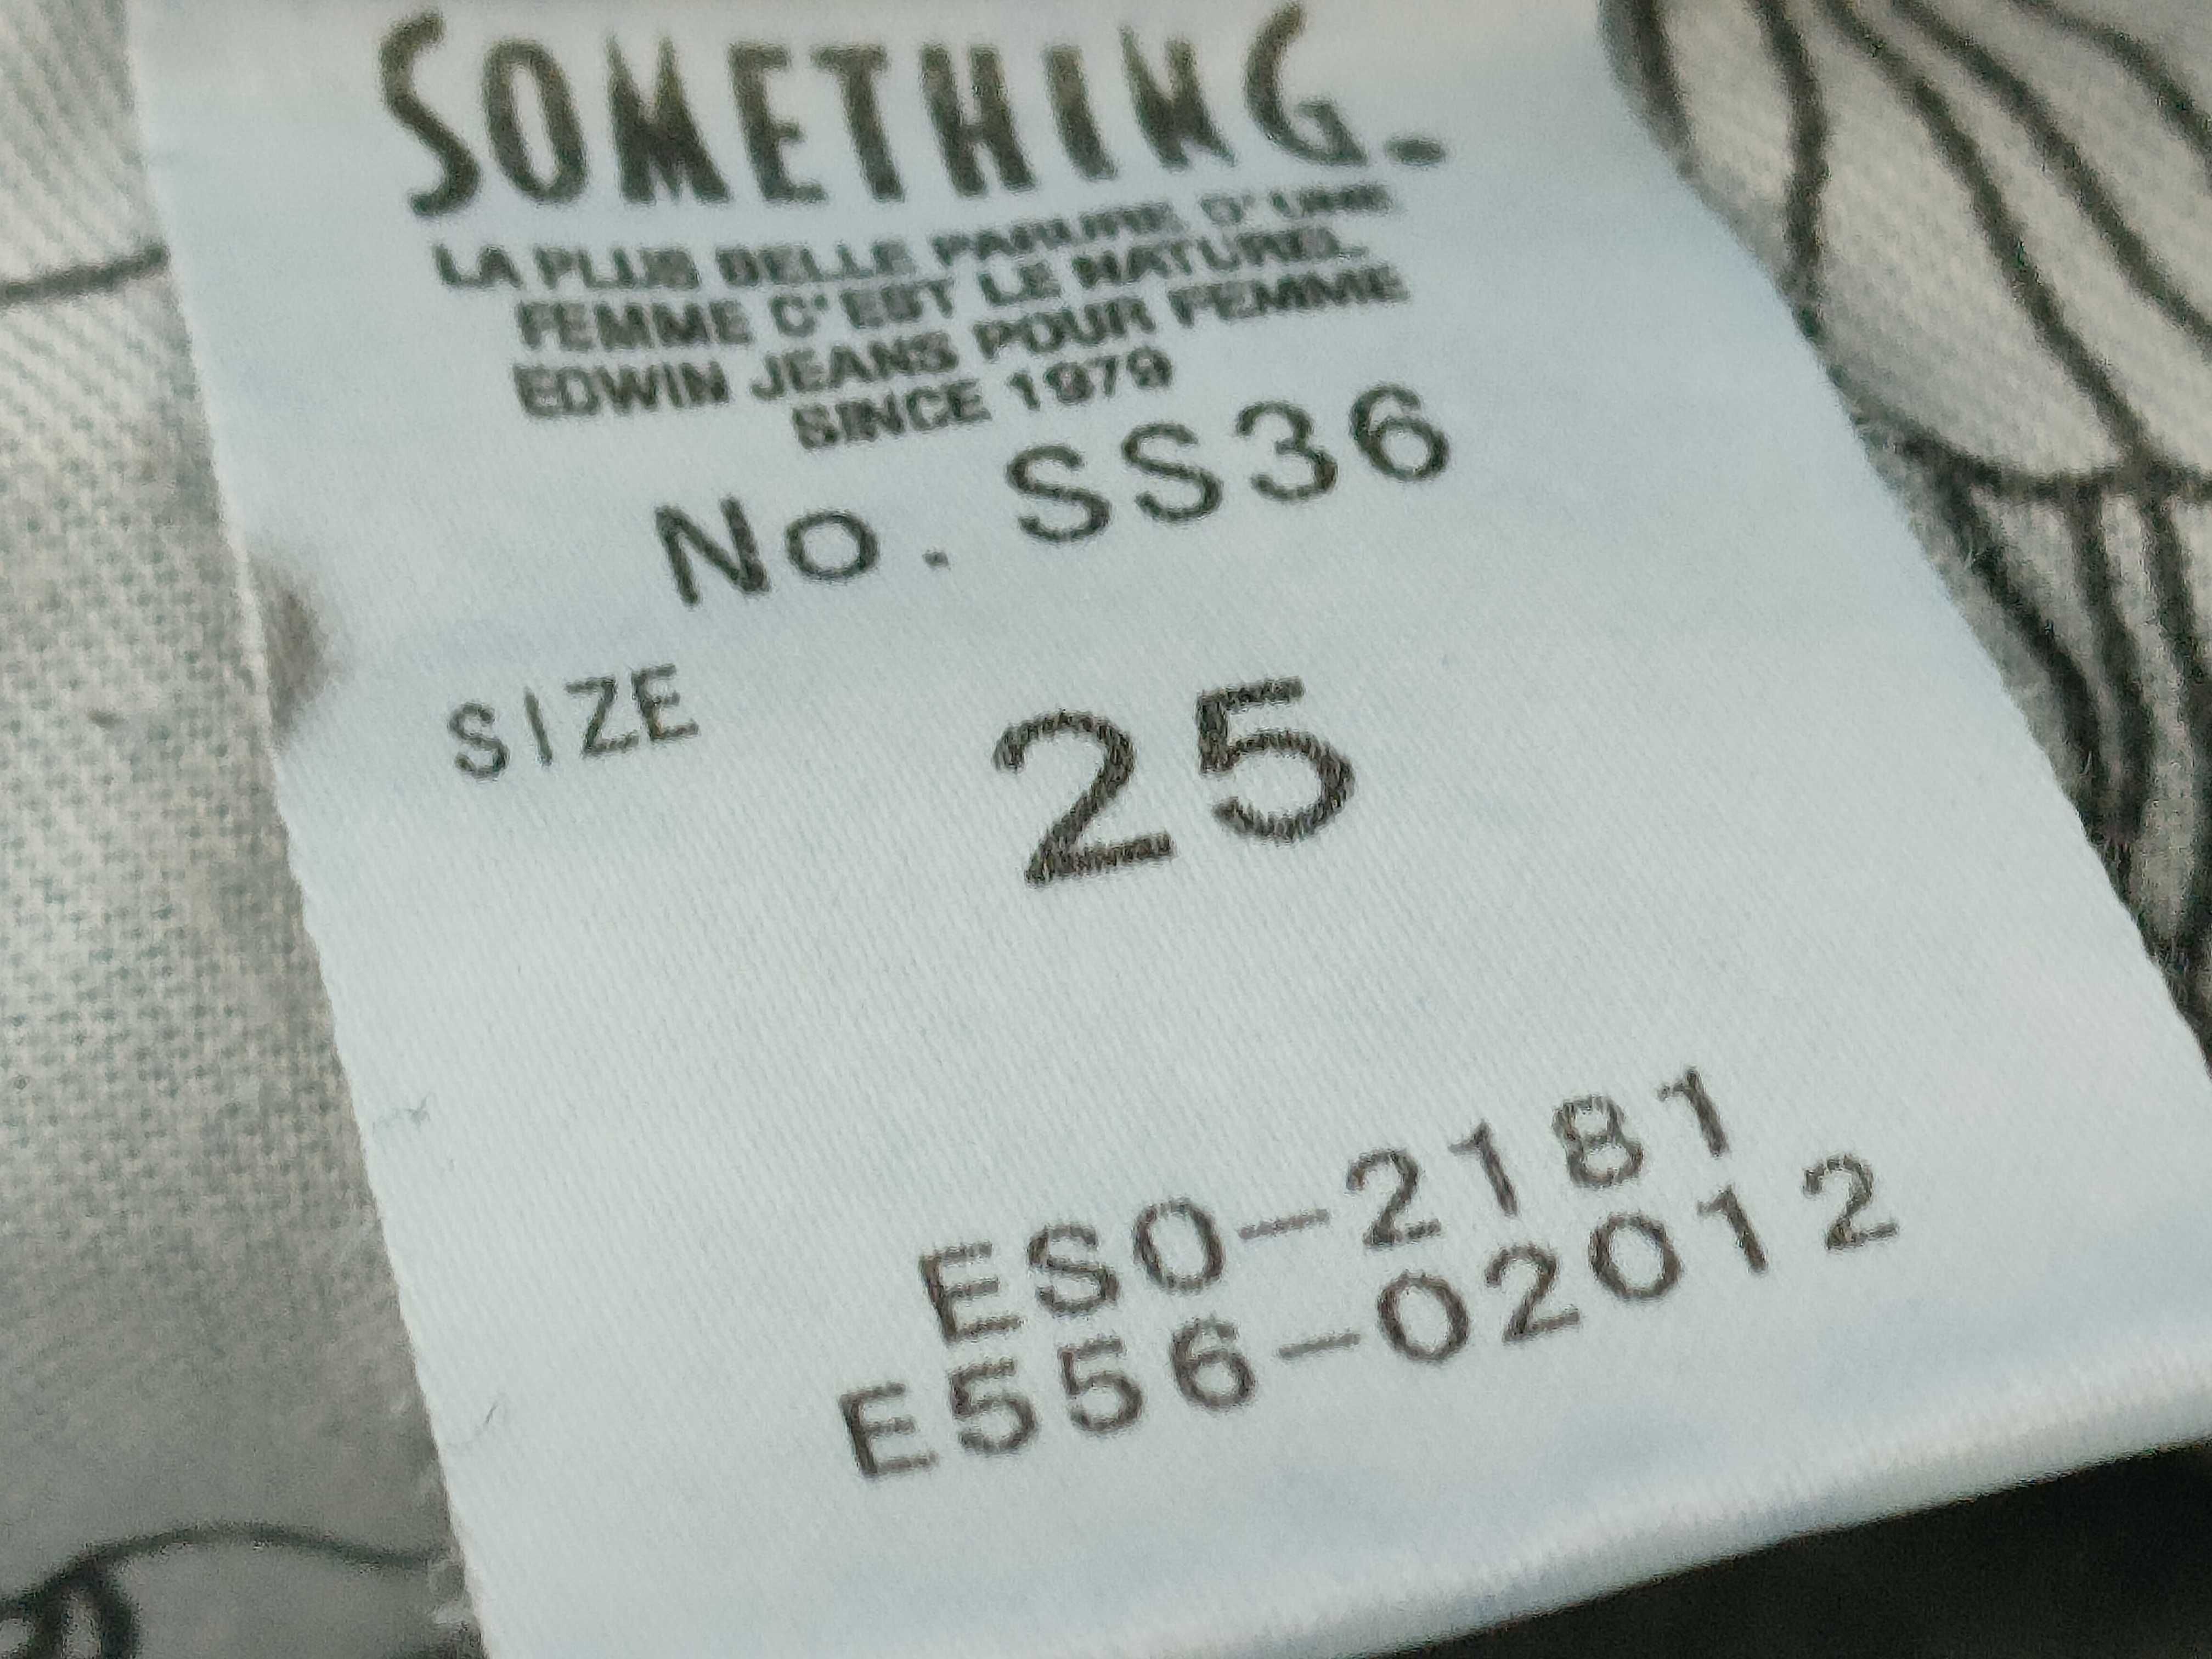 SOMETHING.
LA PLUS BELLE PARURE D'UNE
FEMME C'EST LE NATUREL
EDWIN JEANS POUR FEMME
SINCE 1979
No. SS36
SIZE 25
ESO-2181
E556-02012